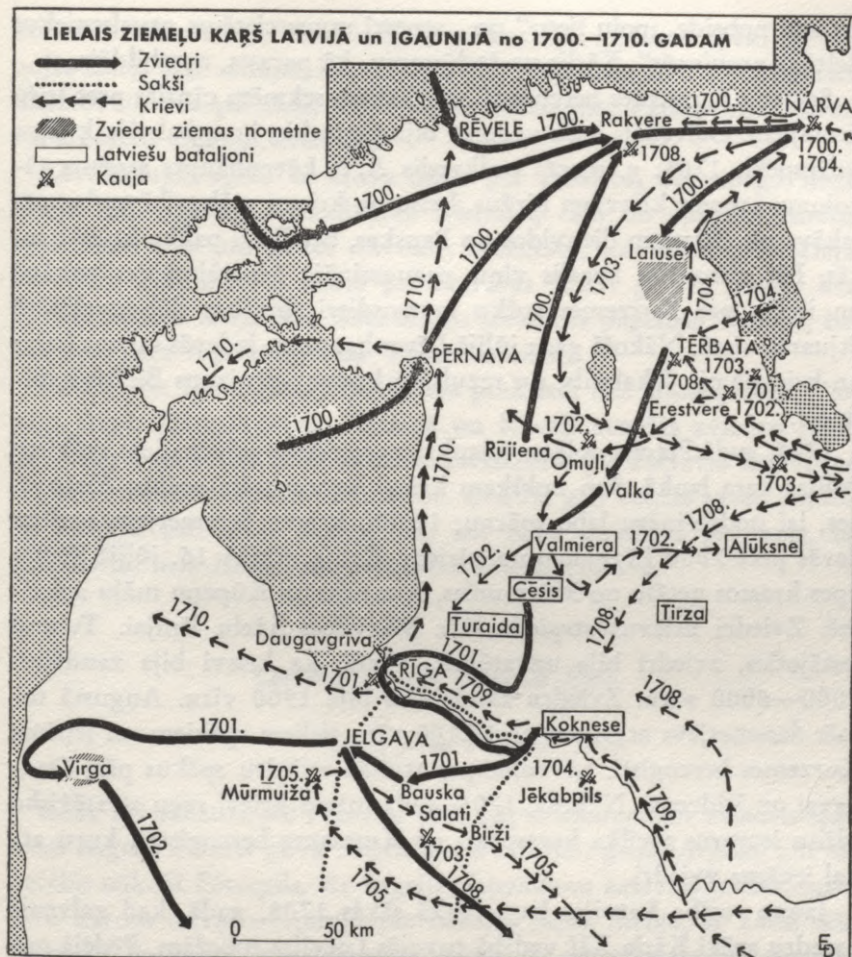 LIELAIS ZIEMEĻU KAŖŠ LATVIJĀ un IGAUNIJĀ no 1700.–1710. GADAM
Zviedri
Sakši
Krievi
Zviedru ziemas nometne
Latviešu bataljoni
Kauja
RĒVELE
1700.
Rakvere
1700.
NARVA
1708.
1700.
1704.
1700.
1700.
1700.
Laiuse
1703.
1710.
1700.
1704.
1704.
TĒRBATA
1710.
PĒRNAVA
1703.
1708.
1701.
1700.
Erestvere
1702.
1702.
Rūjiena
Omuļi
1703.
Valka
1710.
1708.
Valmiera
1702.
Alūksne
1702.
Cēsis
Tirza
1708.
Turaida
1710.
Daugavgrīva
1701.
1701.
RĪGA
1709.
1708.
Koknese
1701.
JELGAVA
1701.
1704.
Virga
1705.
Mūrmuiža
Bauska
Jēkabpils
Salati
1709.
Birži
1702.
1703.
1705.
1705.
1708.
0
50 km
ED